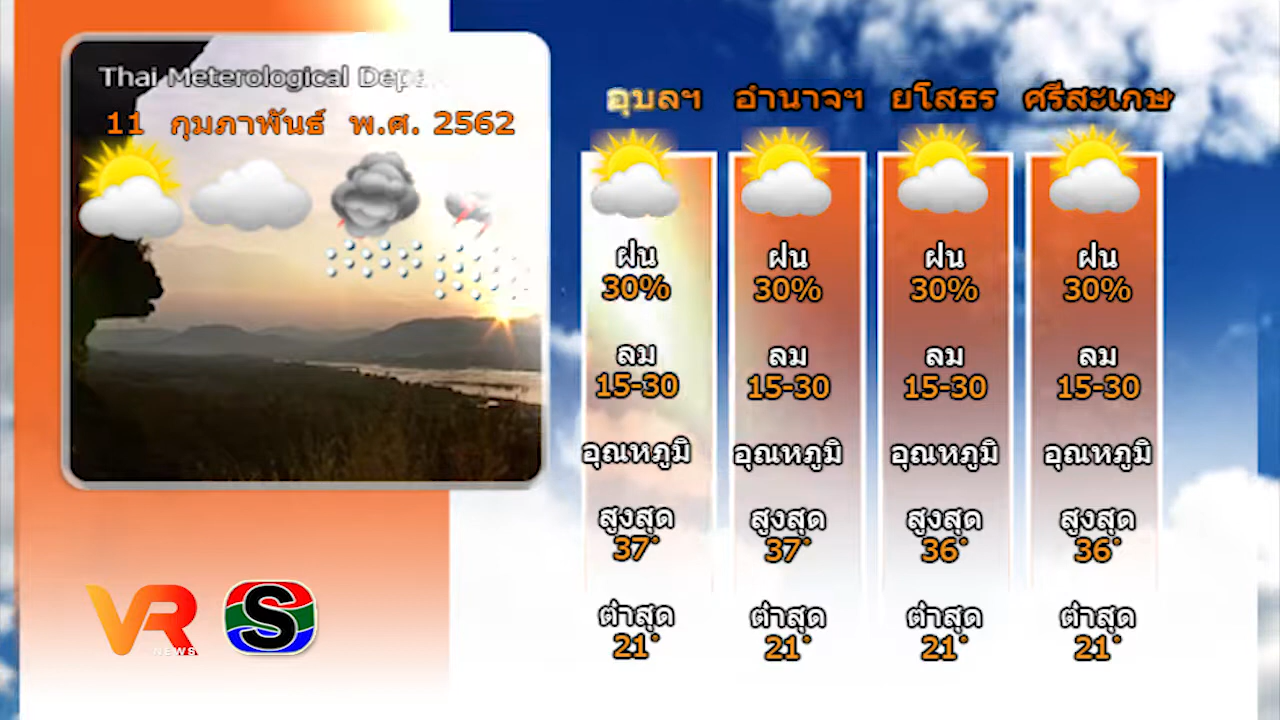 Thai Meterological Depa
11 กุมภาพันธ์ พ.ศ. 2562
อุบลฯ อำนาจฯ ยโสธร ศรีสะเกษ
ฝน ฝน ฝน ฝน
30% 30% 30% 30%
ลม ลม ลม ลม
15-30 15-30 15-30 15-30
อุณหภูมิ อุณหภูมิ อุณหภูมิ อุณหภูมิ
สูงสุด สูงสุด สูงสุด สูงสุด
37° 37° 36° 36°
ต่ำสุด ต่ำสุด ต่ำสุด ต่ำสุด
21° 21° 21° 21°
VR S
NEWS